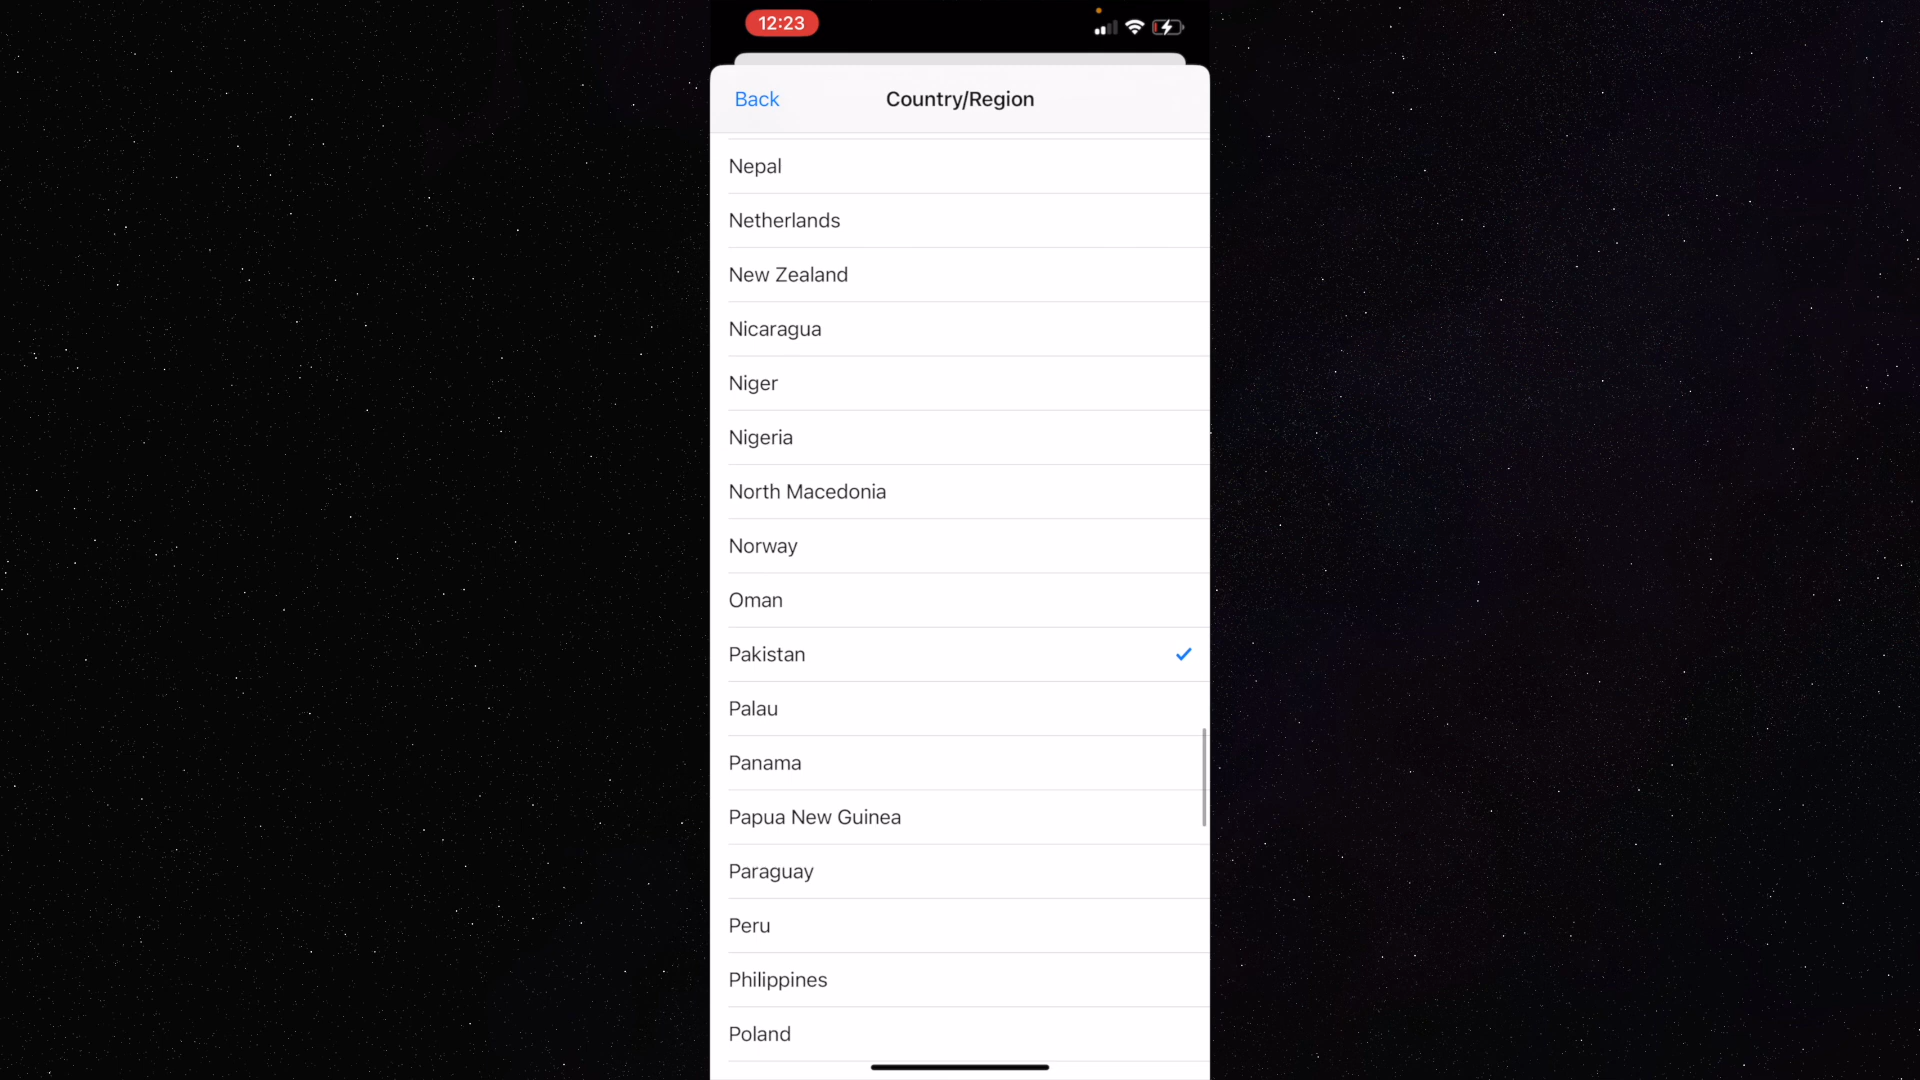 12:23
Back
Country/Region
Nepal
Netherlands
New Zealand
Nicaragua
Niger
Nigeria
North Macedonia
Norway
Oman
Pakistan
Palau
Panama
Papua New Guinea
Paraguay
Peru
Philippines
Poland